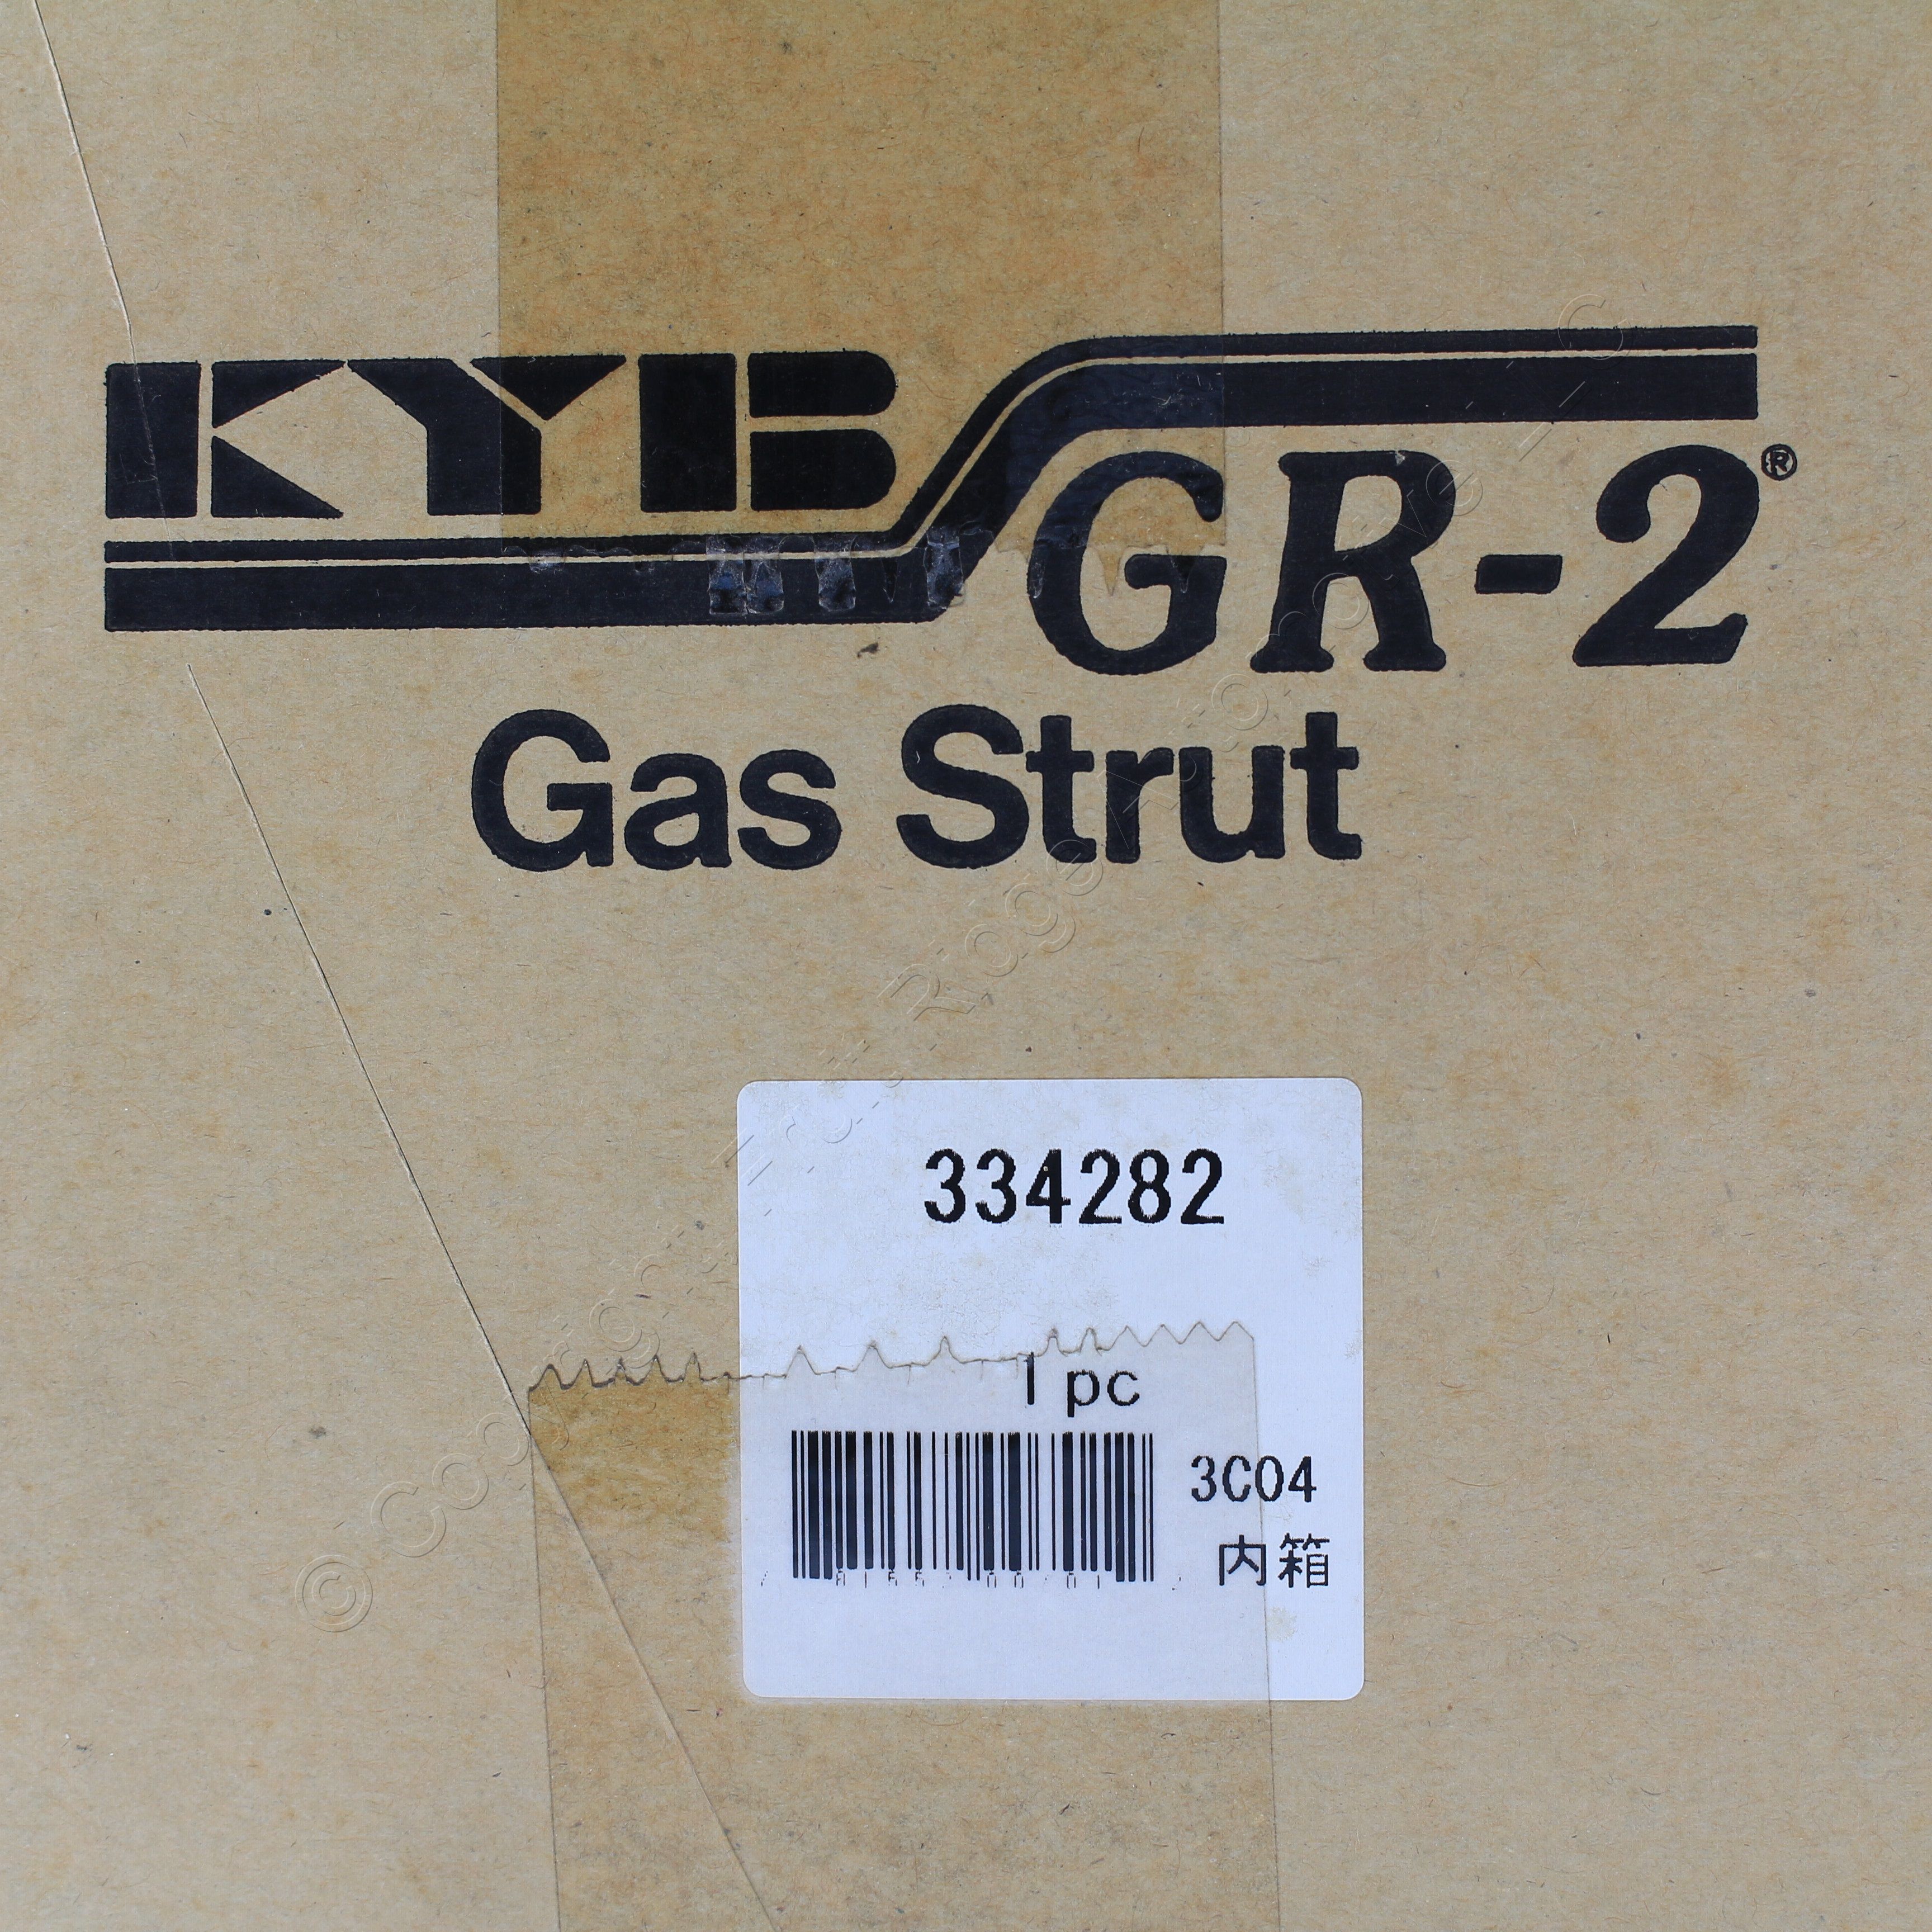 KYB
GR-2®
Gas Strut
334282
1 pc
3C04
内箱